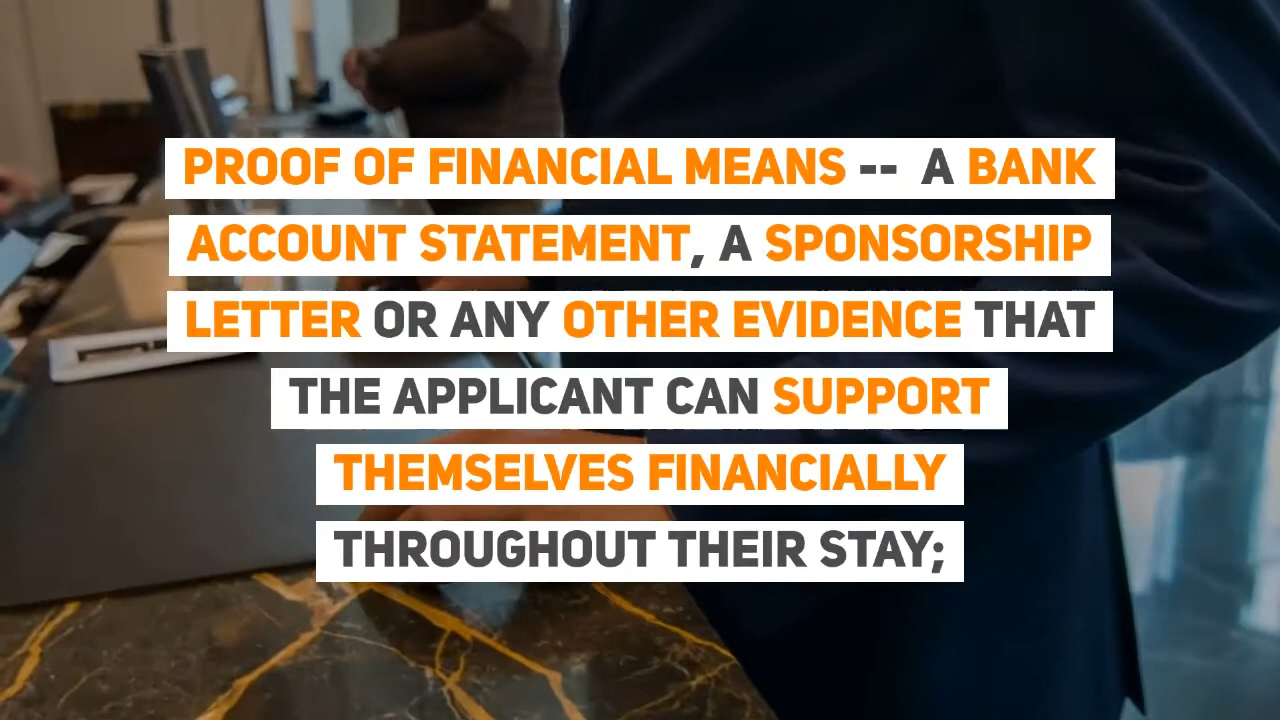 PROOF OF FINANCIAL MEANS -- A BANK
ACCOUNT STATEMENT, A SPONSORSHIP
LETTER OR ANY OTHER EVIDENCE THAT
THE APPLICANT CAN SUPPORT
THEMSELVES FINANCIALLY
THROUGHOUT THEIR STAY;